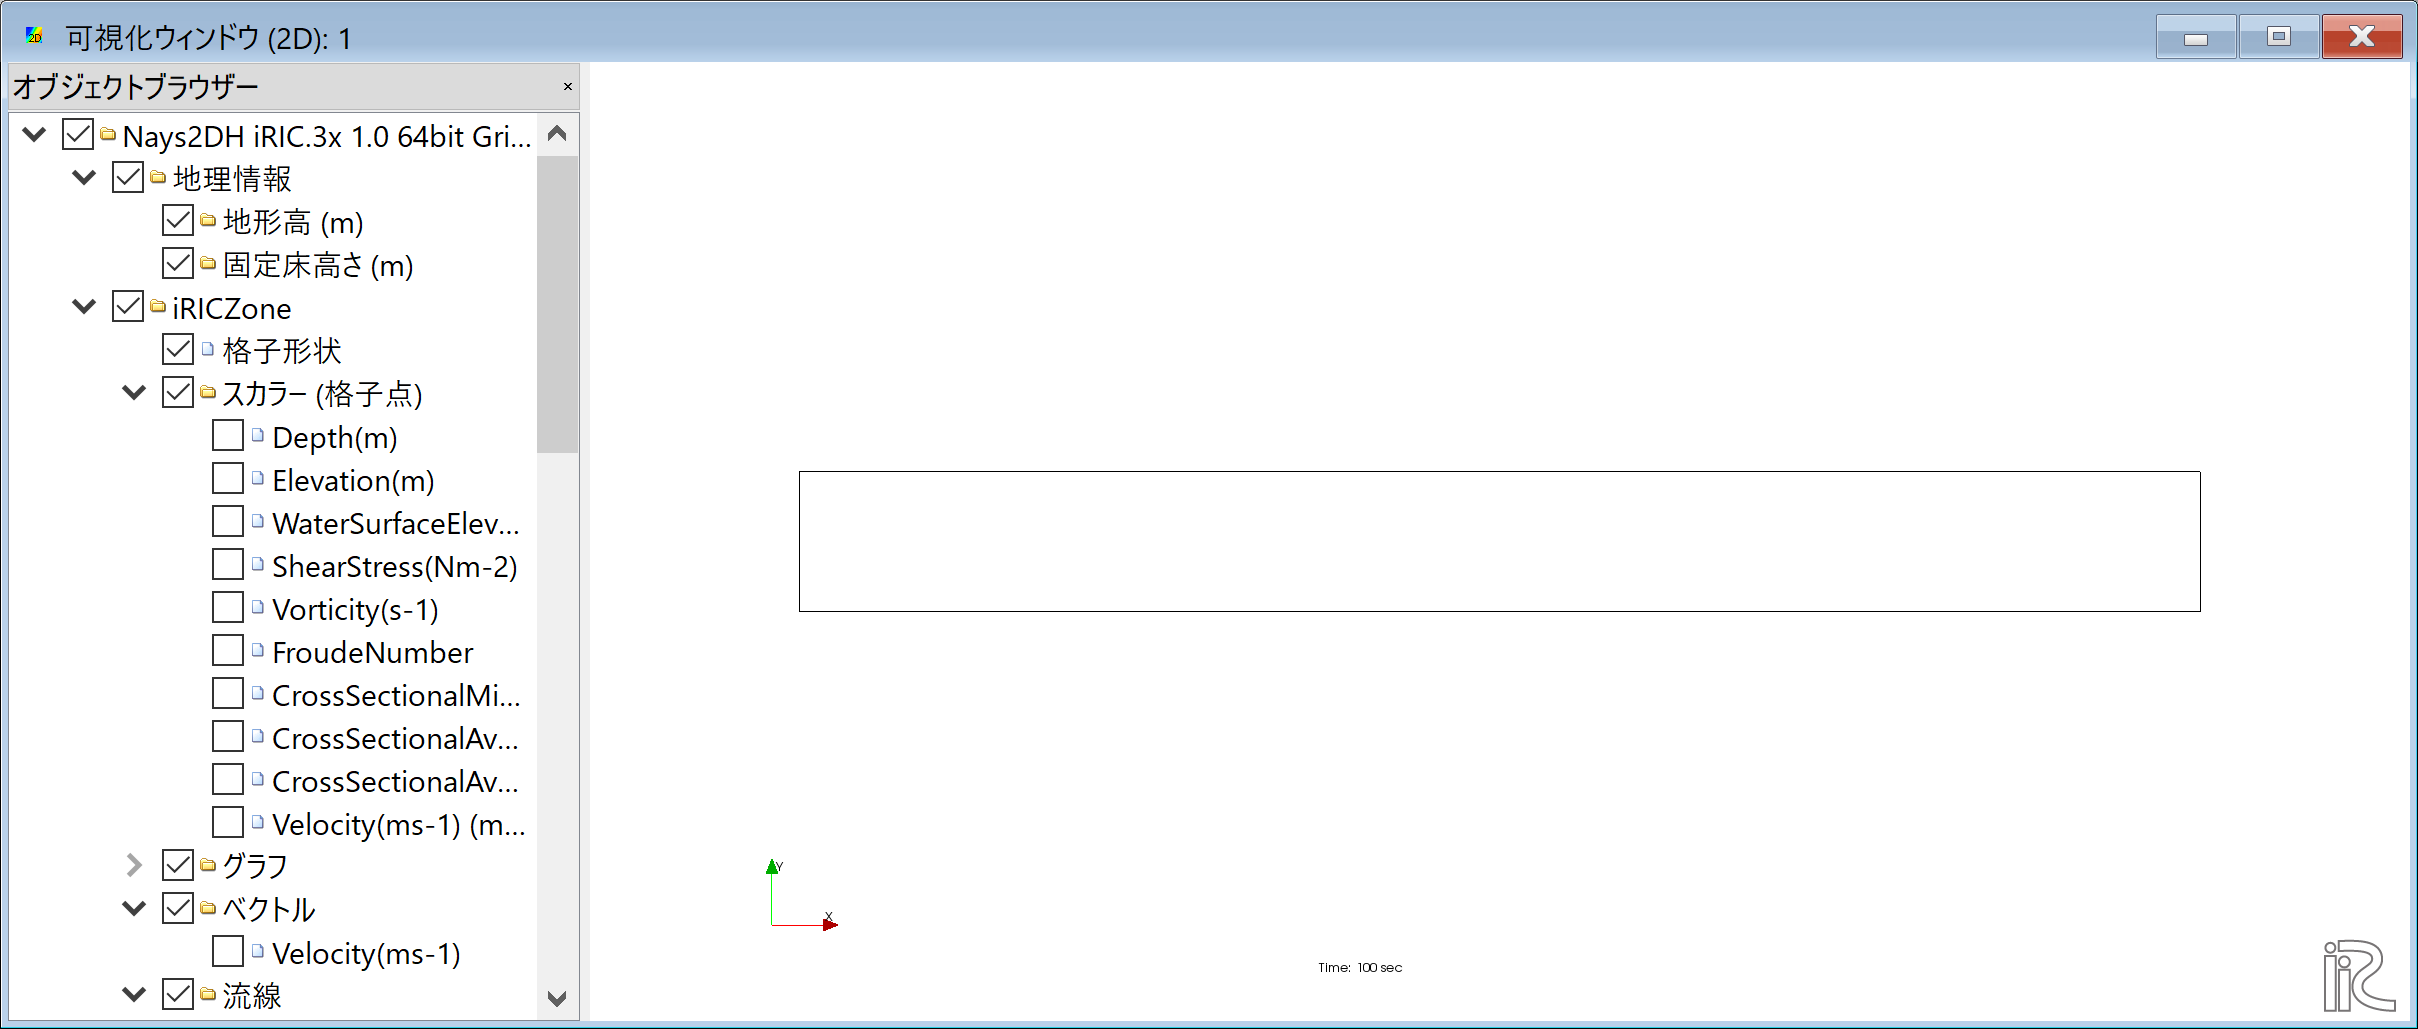 2D 可視化ウィンドウ (2D): 1
オブジェクトブラウザー
Nays2DH iRIC.3x 1.0 64bit Gri...
地理情報
地形高 (m)
固定床高さ (m)
iRICZone
格子形状
スカラー (格子点)
Depth(m)
Elevation(m)
WaterSurfaceElev...
ShearStress(Nm-2)
Vorticity(s-1)
FroudeNumber
CrossSectionalMi...
CrossSectionalAv...
CrossSectionalAv...
Velocity(ms-1) (m...
グラフ
ベクトル
Velocity(ms-1)
流線
Y
X
Time: 100 sec
iRiC